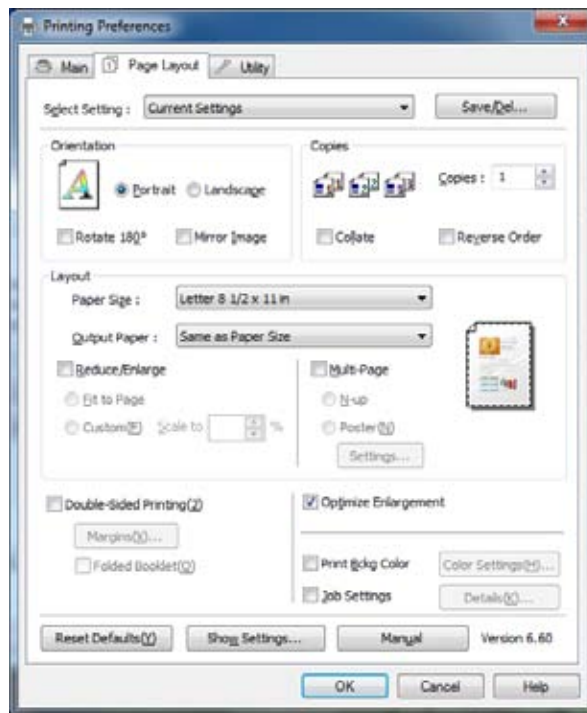 Printing Preferences
Main Page Layout Utility
Select Setting : Current Settings Save/Del...
Orientation Copies
Portrait Landscape Copies : 1
Rotate 180° Mirror Image Collate Reverse Order
Layout
Paper Size : Letter 8 1/2 x 11 in
Output Paper : Same as Paper Size
Reduce/Enlarge Multi-Page
Fit to Page N-up
Custom(F) Scale to % Poster(N)
Settings...
Double-Sided Printing(2) Optimize Enlargement
Margins(X)...
Folded Booklet(Q) Print Bckg Color Color Settings(H)...
Job Settings Details(K)...
Reset Defaults(Y) Show Settings... Manual Version 6.60
OK Cancel Help